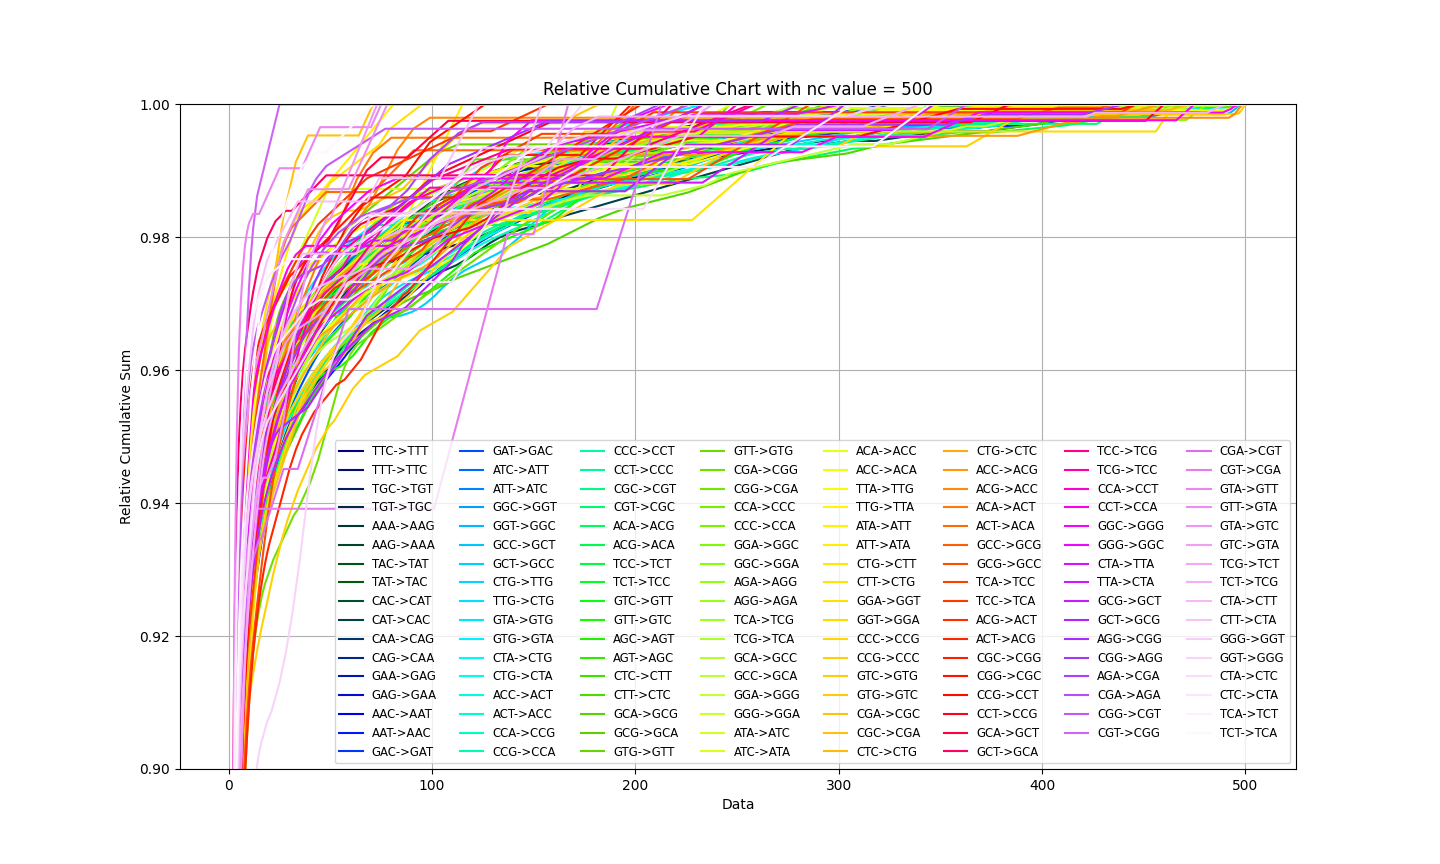 Relative Cumulative Chart with nc value = 500
1.00
0.98
0.96
0.94
0.92
0.90
Relative Cumulative Sum
0
100
200
300
400
500
Data
TTC->TTT
TTT->TTC
TGC->TGT
TGT->TGC
AAA->AAG
AAG->AAA
TAC->TAT
TAT->TAC
CAC->CAT
CAT->CAC
CAA->CAG
CAG->CAA
GAA->GAG
GAG->GAA
AAC->AAT
AAT->AAC
GAC->GAT
GAT->GAC
ATC->ATT
ATT->ATC
GGC->GGT
GGT->GGC
GCC->GCT
GCT->GCC
CTG->TTG
TTG->CTG
GTA->GTG
GTG->GTA
CTA->CTG
CTG->CTA
ACC->ACT
ACT->ACC
CCA->CCG
CCG->CCA
CCC->CCT
CCT->CCC
CGC->CGT
CGT->CGC
ACA->ACG
ACG->ACA
TCC->TCT
TCT->TCC
GTC->GTT
GTT->GTC
AGC->AGT
AGT->AGC
CTC->CTT
CTT->CTC
GCA->GCG
GCG->GCA
GTG->GTT
GTT->GTG
CGA->CGG
CGG->CGA
CCA->CCC
CCC->CCA
GGA->GGC
GGC->GGA
AGA->AGG
AGG->AGA
TCA->TCG
TCG->TCA
GCA->GCC
GCC->GCA
GGA->GGG
GGG->GGA
ATA->ATC
ATC->ATA
ACA->ACC
ACC->ACA
TTA->TTG
TTG->TTA
ATA->ATT
ATT->ATA
CTG->CTT
CTT->CTG
GGA->GGT
GGT->GGA
CCC->CCG
CCG->CCC
GTC->GTG
GTG->GTC
CGA->CGC
CGC->CGA
CTC->CTG
CTG->CTC
ACC->ACG
ACG->ACC
ACA->ACT
ACT->ACA
GCC->GCG
GCG->GCC
TCA->TCC
TCC->TCA
ACG->ACT
ACT->ACG
CGC->CGG
CGG->CGC
CCG->CCT
CCT->CCG
GCA->GCT
GCT->GCA
TCC->TCG
TCG->TCC
CCA->CCT
CCT->CCA
GGC->GGG
GGG->GGC
CTA->TTA
TTA->CTA
GCG->GCT
GCT->GCG
AGG->CGG
CGG->AGG
AGA->CGA
CGA->AGA
CGG->CGT
CGT->CGG
CGA->CGT
CGT->CGA
GTA->GTT
GTT->GTA
GTA->GTC
GTC->GTA
TCG->TCT
TCT->TCG
CTA->CTT
CTT->CTA
GGG->GGT
GGT->GGG
CTA->CTC
CTC->CTA
TCA->TCT
TCT->TCA